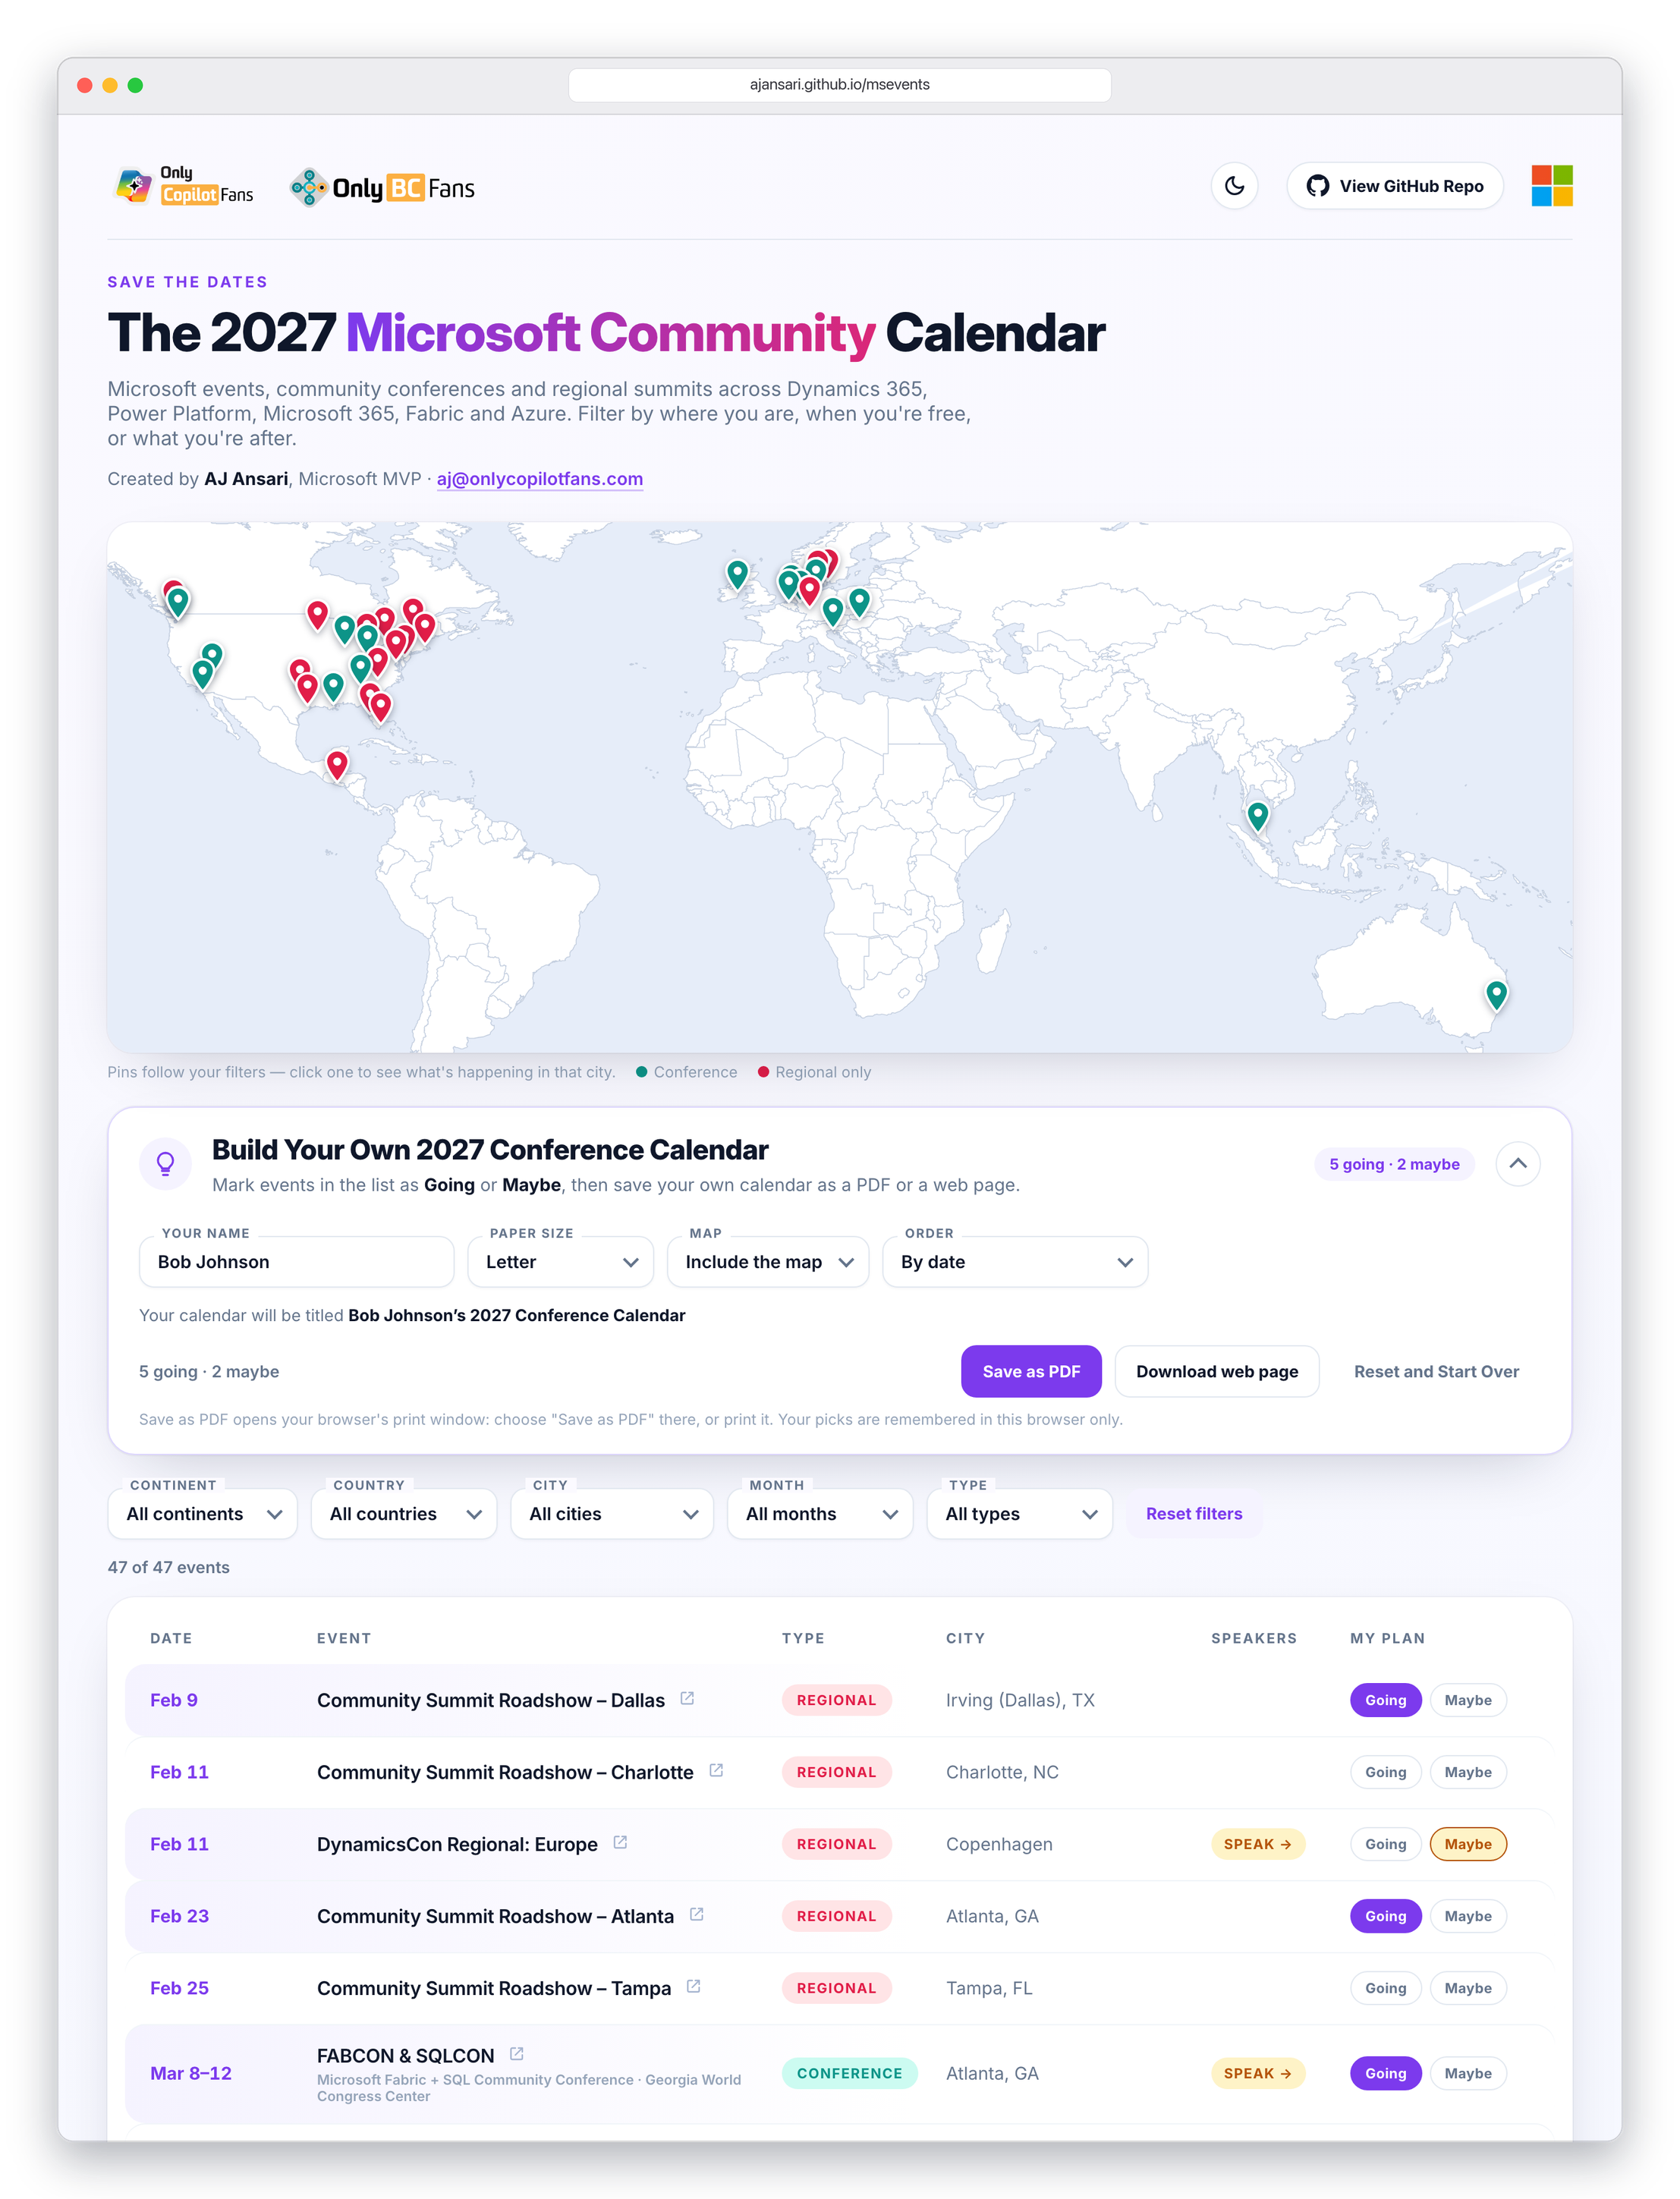 ajansari.github.io/msevents
Only
Copilot Fans
Only BC Fans
View GitHub Repo
SAVE THE DATES
The 2027 Microsoft Community Calendar
Microsoft events, community conferences and regional summits across Dynamics 365,
Power Platform, Microsoft 365, Fabric and Azure. Filter by where you are, when you're free,
or what you're after.
Created by AJ Ansari, Microsoft MVP · aj@onlycopilotfans.com
Pins follow your filters — click one to see what's happening in that city. Conference Regional only
Build Your Own 2027 Conference Calendar
Mark events in the list as Going or Maybe, then save your own calendar as a PDF or a web page.
5 going · 2 maybe
YOUR NAME PAPER SIZE MAP ORDER
Bob Johnson Letter Include the map By date
Your calendar will be titled Bob Johnson’s 2027 Conference Calendar
5 going · 2 maybe Save as PDF Download web page Reset and Start Over
Save as PDF opens your browser's print window: choose "Save as PDF" there, or print it. Your picks are remembered in this browser only.
CONTINENT COUNTRY CITY MONTH TYPE
All continents All countries All cities All months All types Reset filters
47 of 47 events
DATE EVENT TYPE CITY SPEAKERS MY PLAN
Feb 9 Community Summit Roadshow – Dallas REGIONAL Irving (Dallas), TX Going Maybe
Feb 11 Community Summit Roadshow – Charlotte REGIONAL Charlotte, NC Going Maybe
Feb 11 DynamicsCon Regional: Europe REGIONAL Copenhagen SPEAK → Going Maybe
Feb 23 Community Summit Roadshow – Atlanta REGIONAL Atlanta, GA Going Maybe
Feb 25 Community Summit Roadshow – Tampa REGIONAL Tampa, FL Going Maybe
Mar 8–12 FABCON & SQLCON CONFERENCE Atlanta, GA SPEAK → Going Maybe
Microsoft Fabric + SQL Community Conference · Georgia World
Congress Center